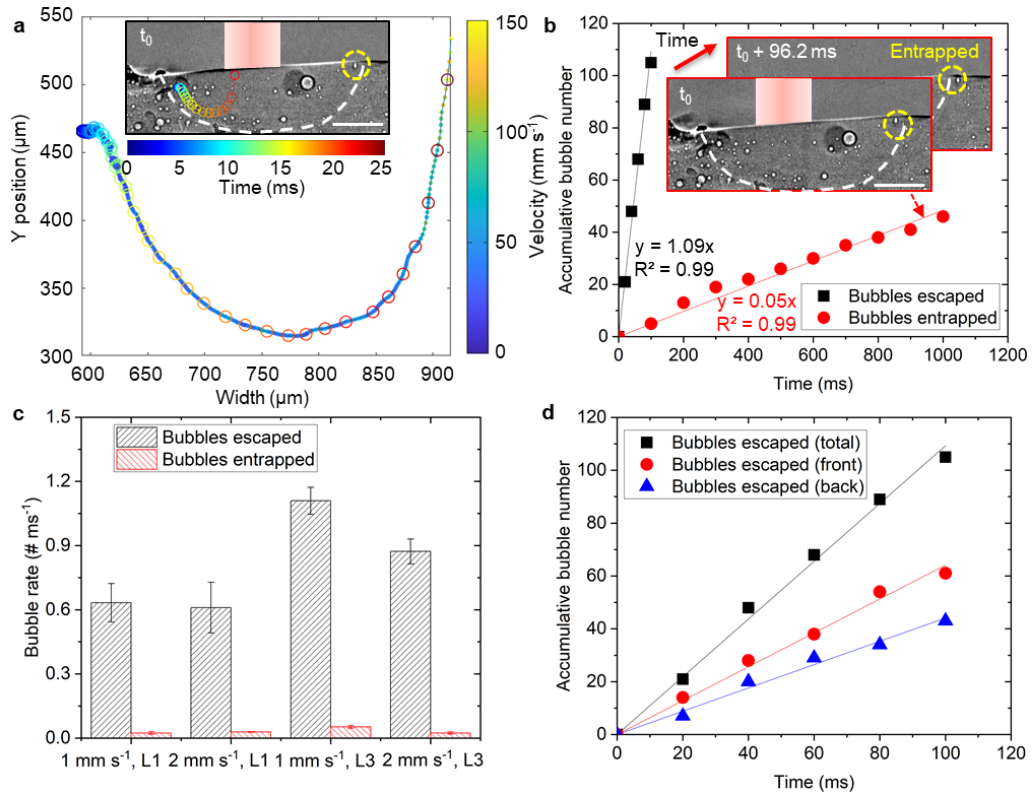 a
550
500
450
400
350
300
Y position (µm)
600 650 700 750 800 850 900
Width (µm)
t₀
0 5 10 15 20 25
Time (ms)
150
100
50
0
Velocity (mm s⁻¹)
b
120
100
80
60
40
20
0
Accumulative bubble number
0 200 400 600 800 1000 1200
Time (ms)
Time
t₀ + 96.2 ms
Entrapped
t₀
y = 1.09x
R² = 0.99
y = 0.05x
R² = 0.99
Bubbles escaped
Bubbles entrapped
c
1.5
1.2
0.9
0.6
0.3
0.0
Bubble rate (# ms⁻¹)
Bubbles escaped
Bubbles entrapped
1 mm s⁻¹, L1 2 mm s⁻¹, L1 1 mm s⁻¹, L3 2 mm s⁻¹, L3
d
120
100
80
60
40
20
0
Accumulative bubble number
Bubbles escaped (total)
Bubbles escaped (front)
Bubbles escaped (back)
0 20 40 60 80 100 120
Time (ms)